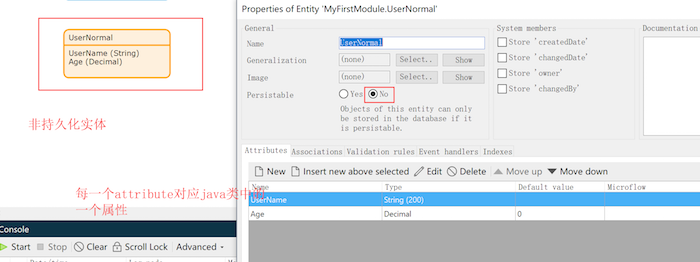 UserNormal
UserName (String)
Age (Decimal)
非持久化实体
每一个attribute对应java类中的
一个属性
Console
Start Stop Clear Scroll Lock Advanced
Properties of Entity 'MyFirstModule.UserNormal'
General
Name UserNormal
Generalization (none) Select.. Show
Image (none) Select.. Show
Persistable Yes No
Objects of this entity can only
be stored in the database if it
is persistable.
System members
Store 'createdDate'
Store 'changedDate'
Store 'owner'
Store 'changedBy'
Documentation
Attributes Associations Validation rules Event handlers Indexes
New Insert new above selected Edit Delete Move up Move down
Name Type Default value Microflow
UserName String (200)
Age Decimal 0